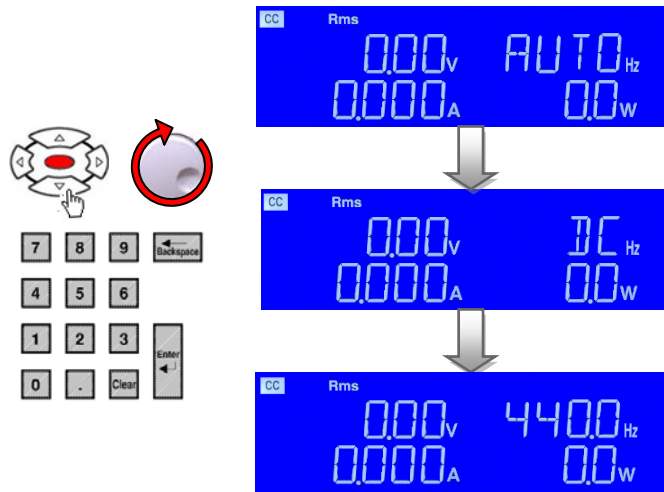 CC Rms
0.00V AUTO Hz
0.000A 0.0W
CC Rms
0.00V DC Hz
0.000A 0.0W
7 8 9 Backspace
4 5 6
1 2 3 Enter
0 . Clear
CC Rms
0.00V 440.0 Hz
0.000A 0.0W